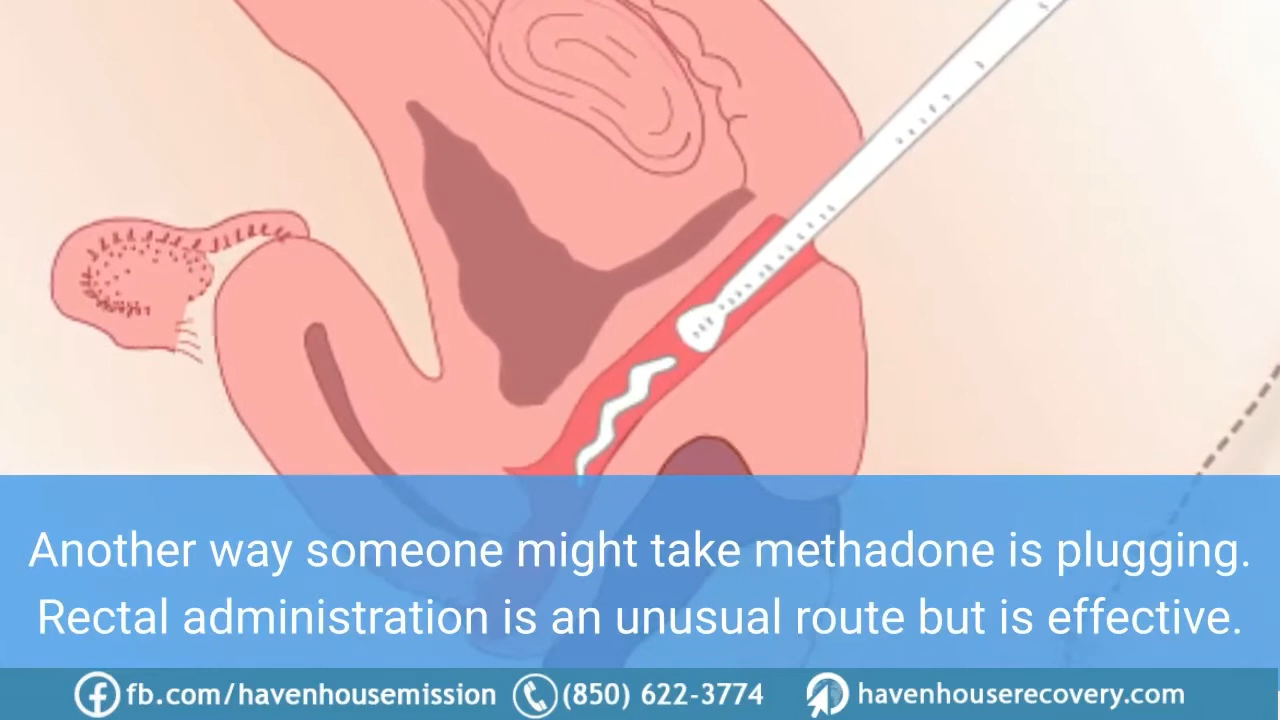 Another way someone might take methadone is plugging.
Rectal administration is an unusual route but is effective.
fb.com/havenhousemission (850) 622-3774 havenhouserecovery.com